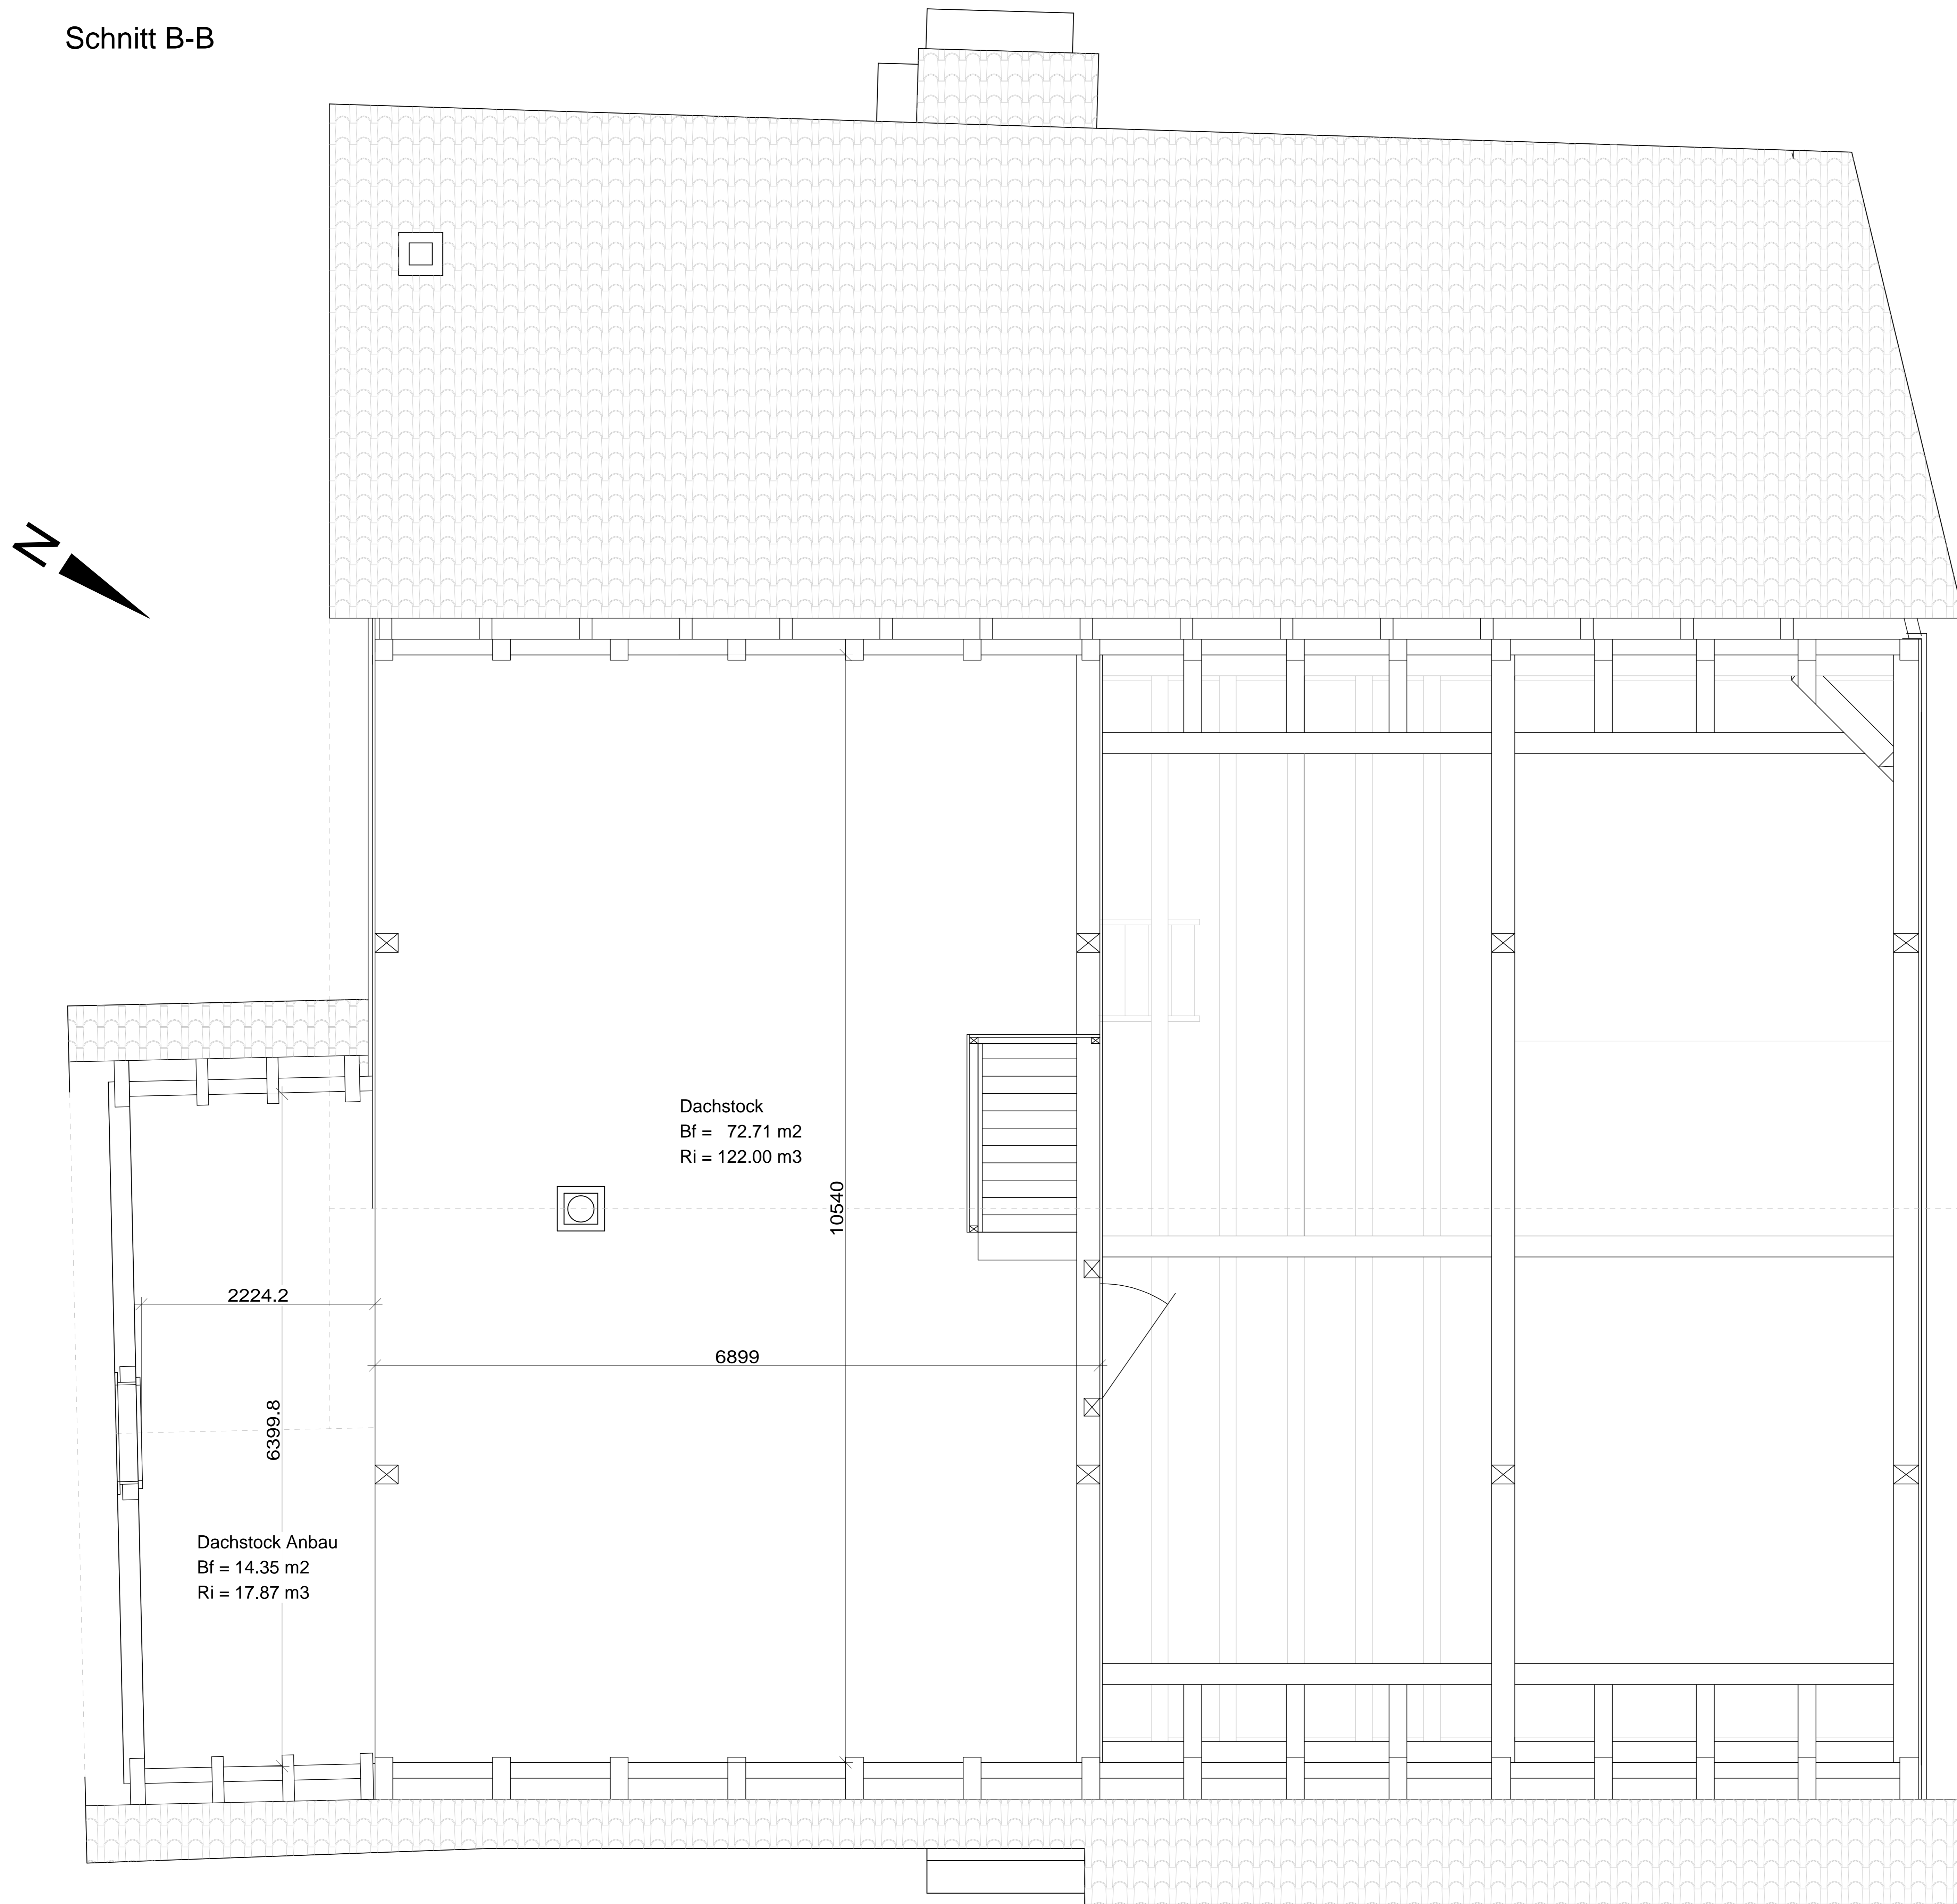 Schnitt B-B
N
Dachstock
Bf = 72.71 m2
Ri = 122.00 m3
10540
2224.2
6899
6399.8
Dachstock Anbau
Bf = 14.35 m2
Ri = 17.87 m3